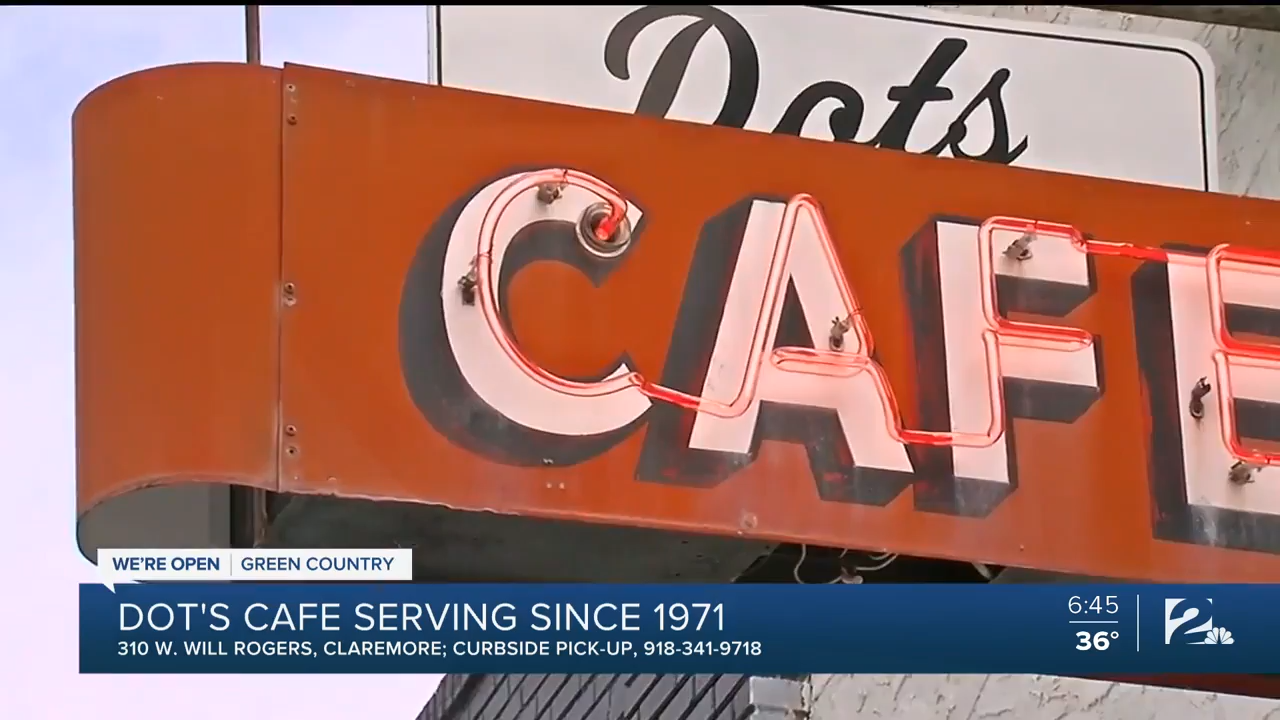 Dots
CAFE
WE'RE OPEN | GREEN COUNTRY
DOT'S CAFE SERVING SINCE 1971
310 W. WILL ROGERS, CLAREMORE; CURBSIDE PICK-UP, 918-341-9718
6:45
36°
2